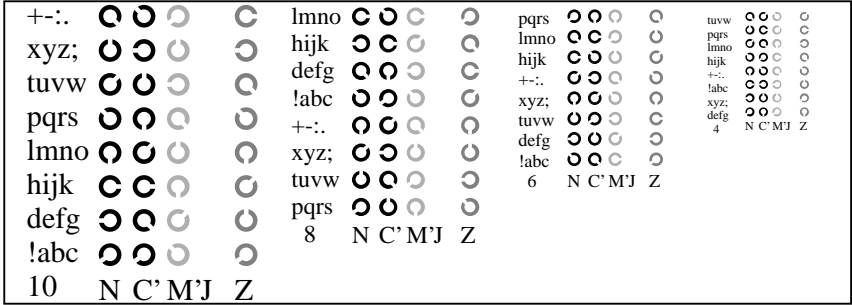 +-:.
xyz;
tuvw
pqrs
lmno
hijk
defg
!abc
10 N C’ M’J Z
lmno
hijk
defg
!abc
+-:.
xyz;
tuvw
pqrs
8 N C’ M’J Z
pqrs
lmno
hijk
+-:.
xyz;
tuvw
defg
!abc
6 N C’ M’J Z
tuvw
pqrs
lmno
hijk
+-:.
!abc
xyz;
defg
4 N C’ M’J Z